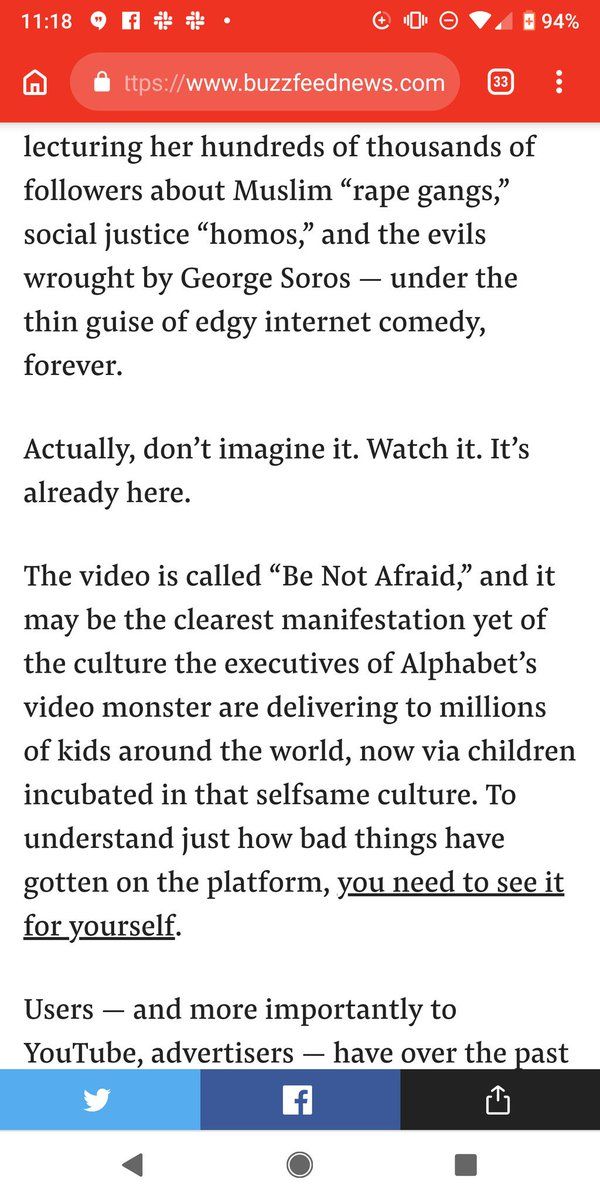 11:18
94%
ttps://www.buzzfeednews.com
33
lecturing her hundreds of thousands of
followers about Muslim “rape gangs,”
social justice “homos,” and the evils
wrought by George Soros — under the
thin guise of edgy internet comedy,
forever.
Actually, don’t imagine it. Watch it. It’s
already here.
The video is called “Be Not Afraid,” and it
may be the clearest manifestation yet of
the culture the executives of Alphabet’s
video monster are delivering to millions
of kids around the world, now via children
incubated in that selfsame culture. To
understand just how bad things have
gotten on the platform, you need to see it
for yourself.
Users — and more importantly to
YouTube, advertisers — have over the past